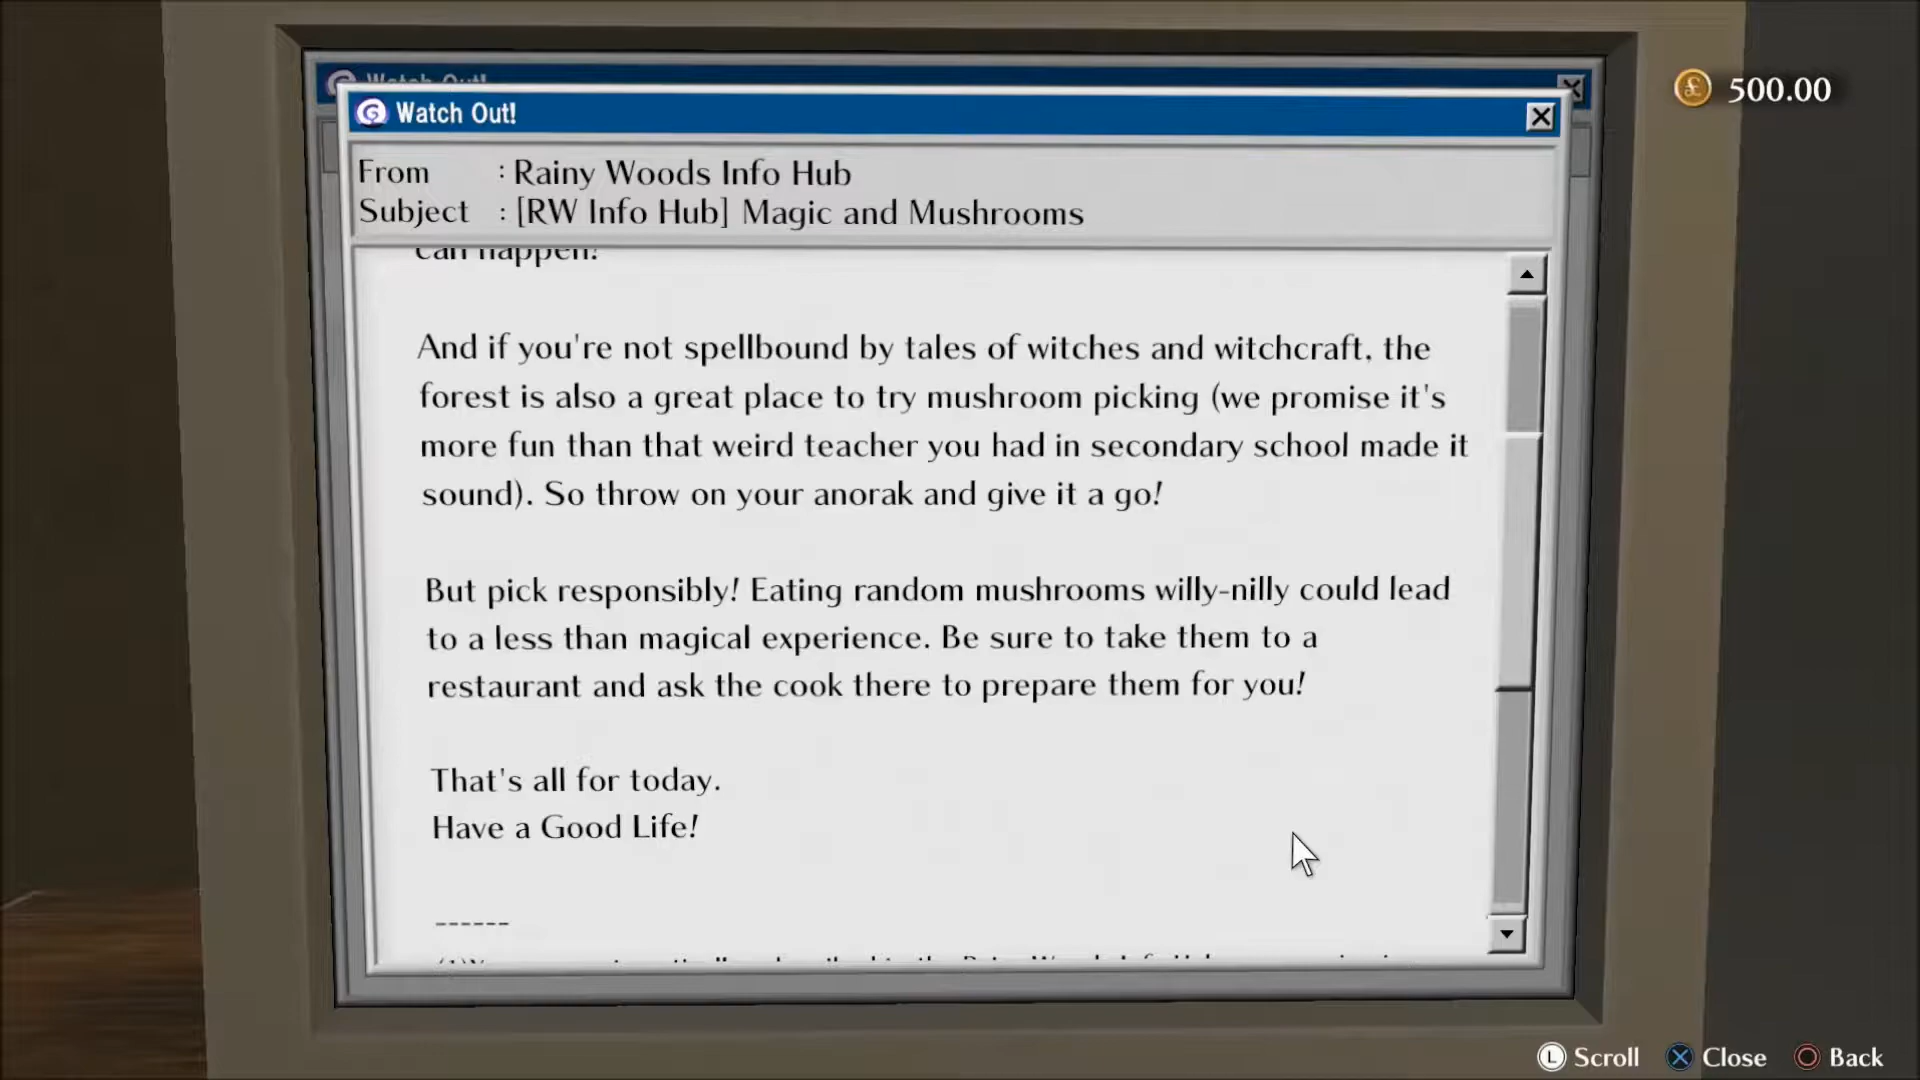 Watch Out!
500.00
Watch Out!
From : Rainy Woods Info Hub
Subject : [RW Info Hub] Magic and Mushrooms
can happen!
And if you're not spellbound by tales of witches and witchcraft, the
forest is also a great place to try mushroom picking (we promise it's
more fun than that weird teacher you had in secondary school made it
sound). So throw on your anorak and give it a go!
But pick responsibly! Eating random mushrooms willy-nilly could lead
to a less than magical experience. Be sure to take them to a
restaurant and ask the cook there to prepare them for you!
That's all for today.
Have a Good Life!
------
L Scroll Close Back